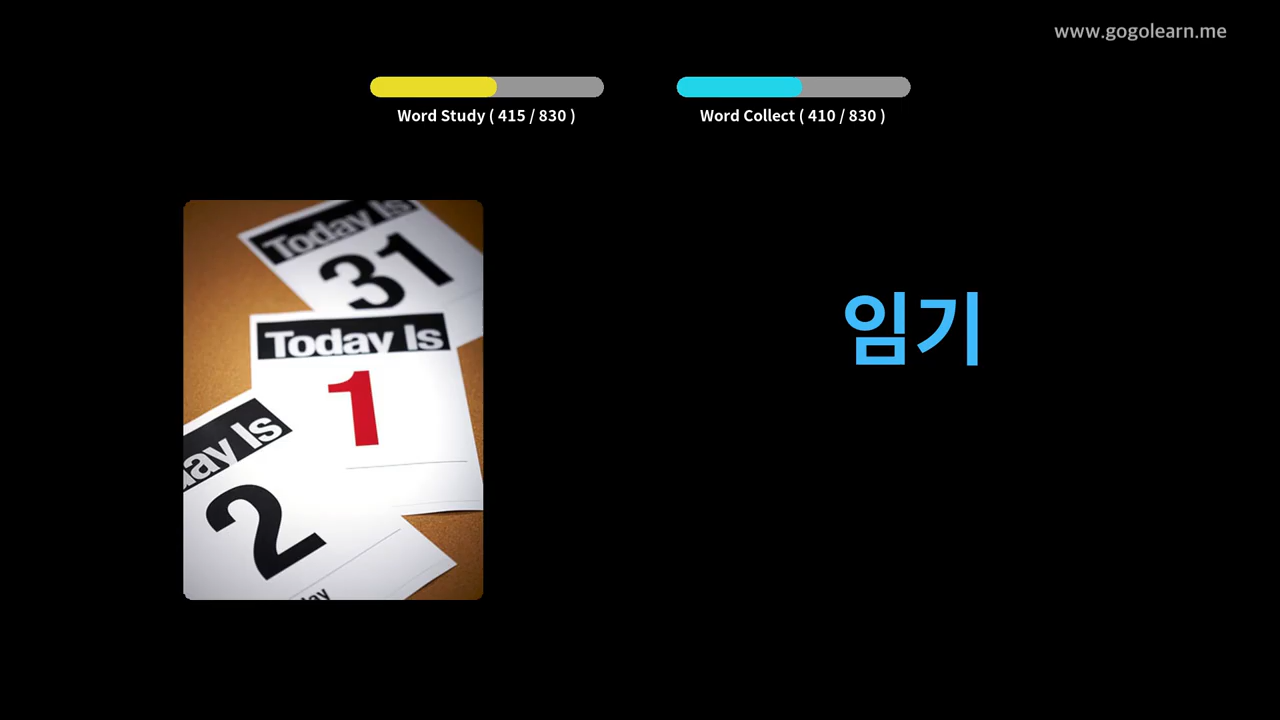 www.gogolearn.me
Word Study ( 415 / 830 )
Word Collect ( 410 / 830 )
Today Is
31
Today Is
1
ay Is
2
ay
임기